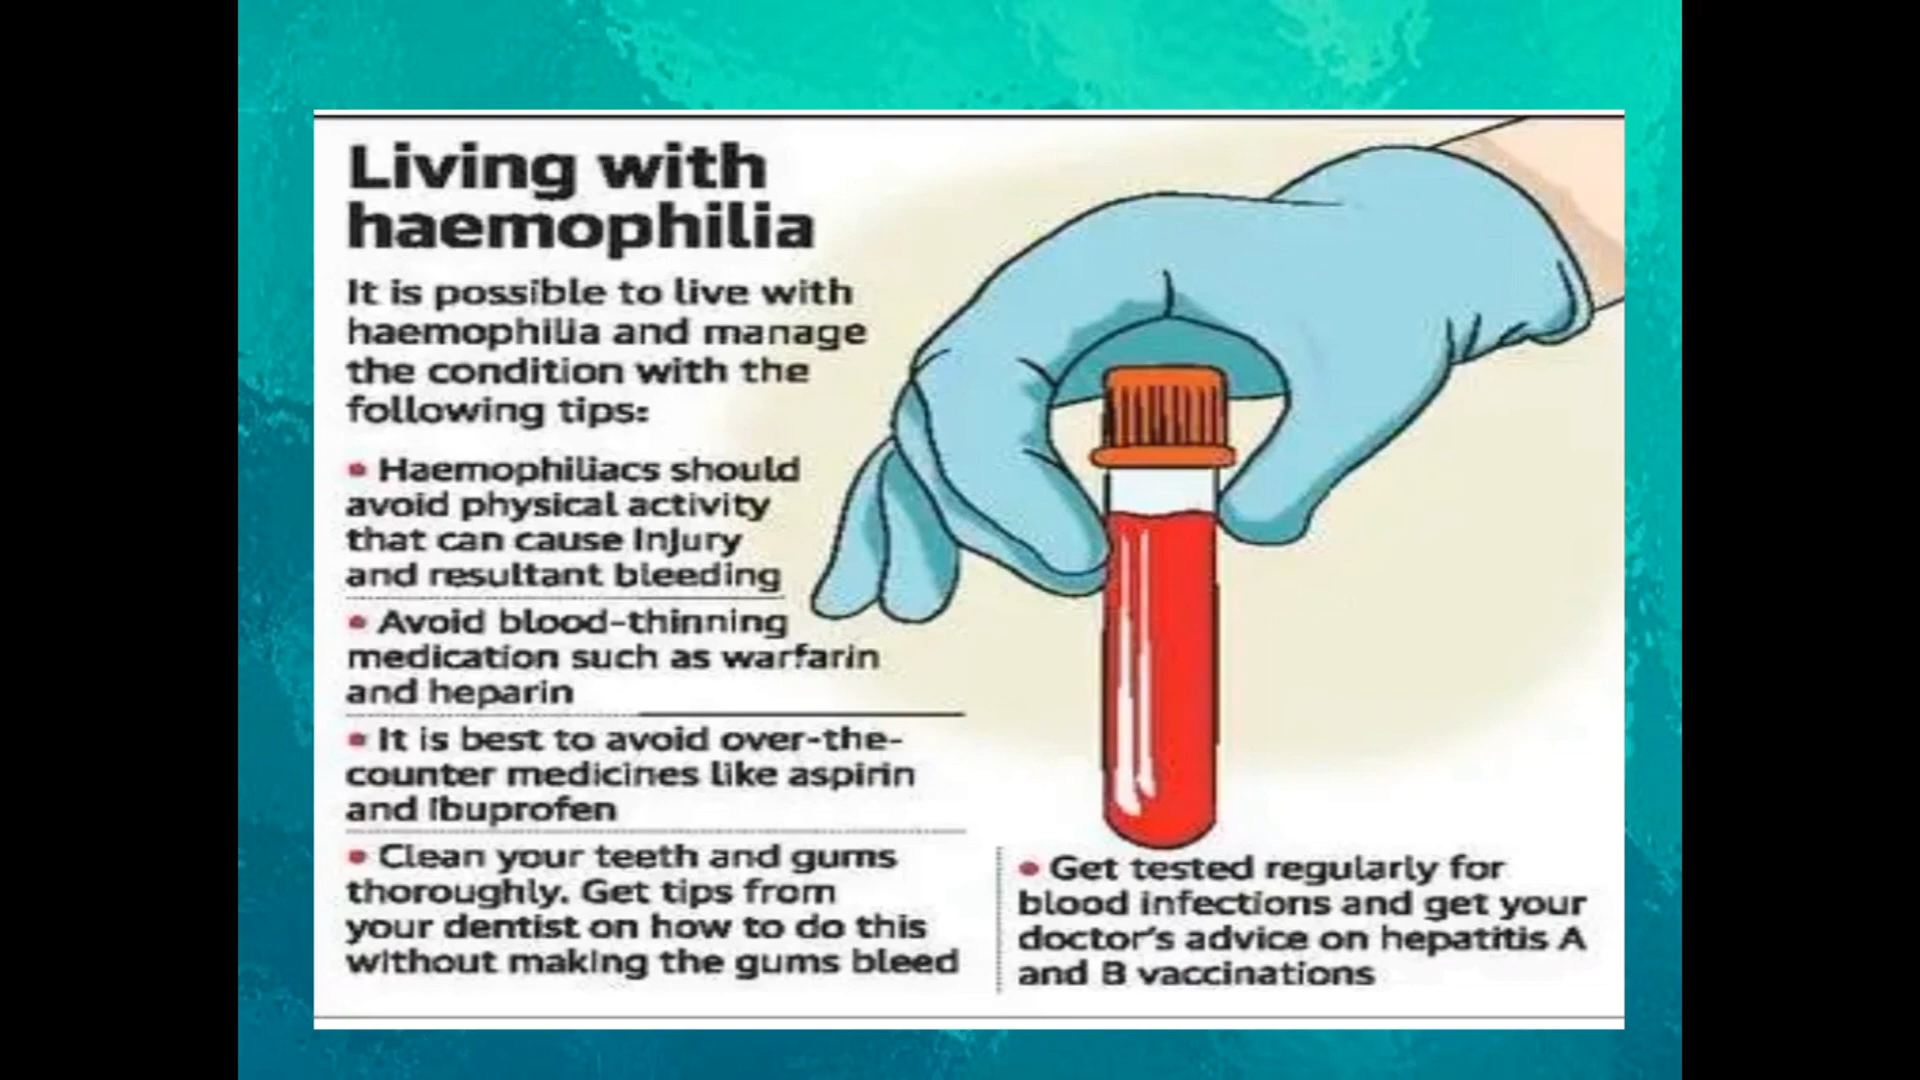 Living with
haemophilia
It is possible to live with
haemophilia and manage
the condition with the
following tips:
• Haemophiliacs should
avoid physical activity
that can cause injury
and resultant bleeding
• Avoid blood-thinning
medication such as warfarin
and heparin
• It is best to avoid over-the-
counter medicines like aspirin
and ibuprofen
• Clean your teeth and gums
thoroughly. Get tips from
your dentist on how to do this
without making the gums bleed
• Get tested regularly for
blood infections and get your
doctor's advice on hepatitis A
and B vaccinations